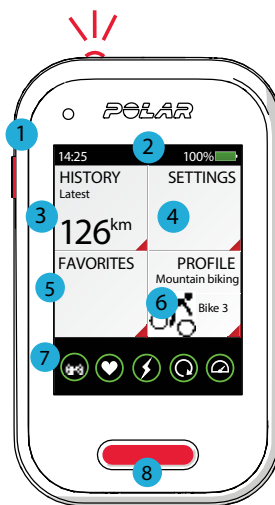 POLAR
1
2
14:25 100%
HISTORY SETTINGS
Latest
3
126km
4
FAVORITES PROFILE
Mountain biking
5
6
Bike 3
7
8